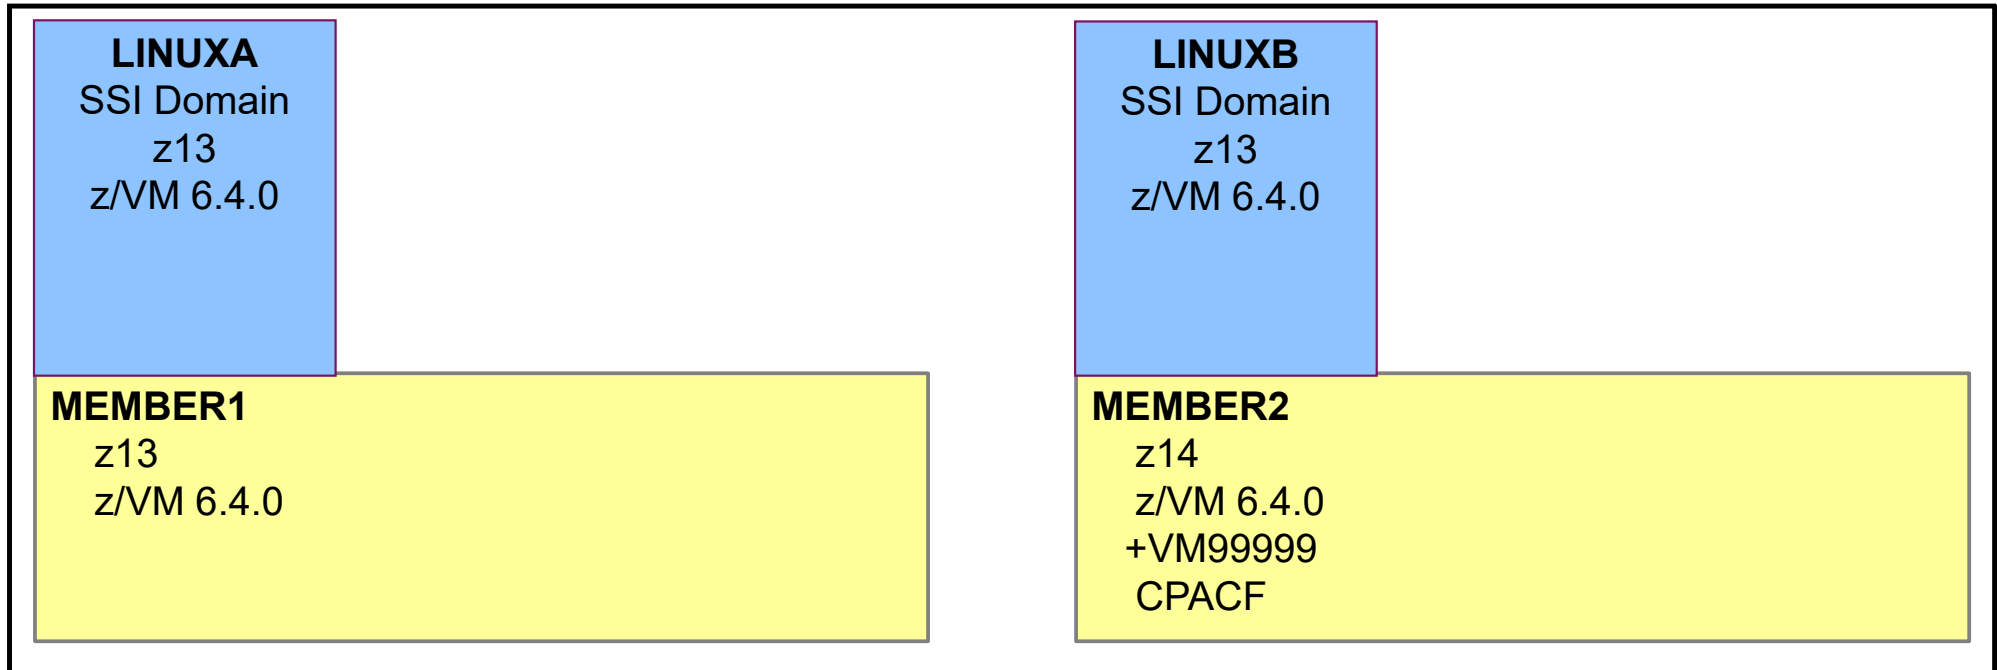 LINUXA
SSI Domain
z13
z/VM 6.4.0
MEMBER1
z13
z/VM 6.4.0
LINUXB
SSI Domain
z13
z/VM 6.4.0
MEMBER2
z14
z/VM 6.4.0
+VM99999
CPACF